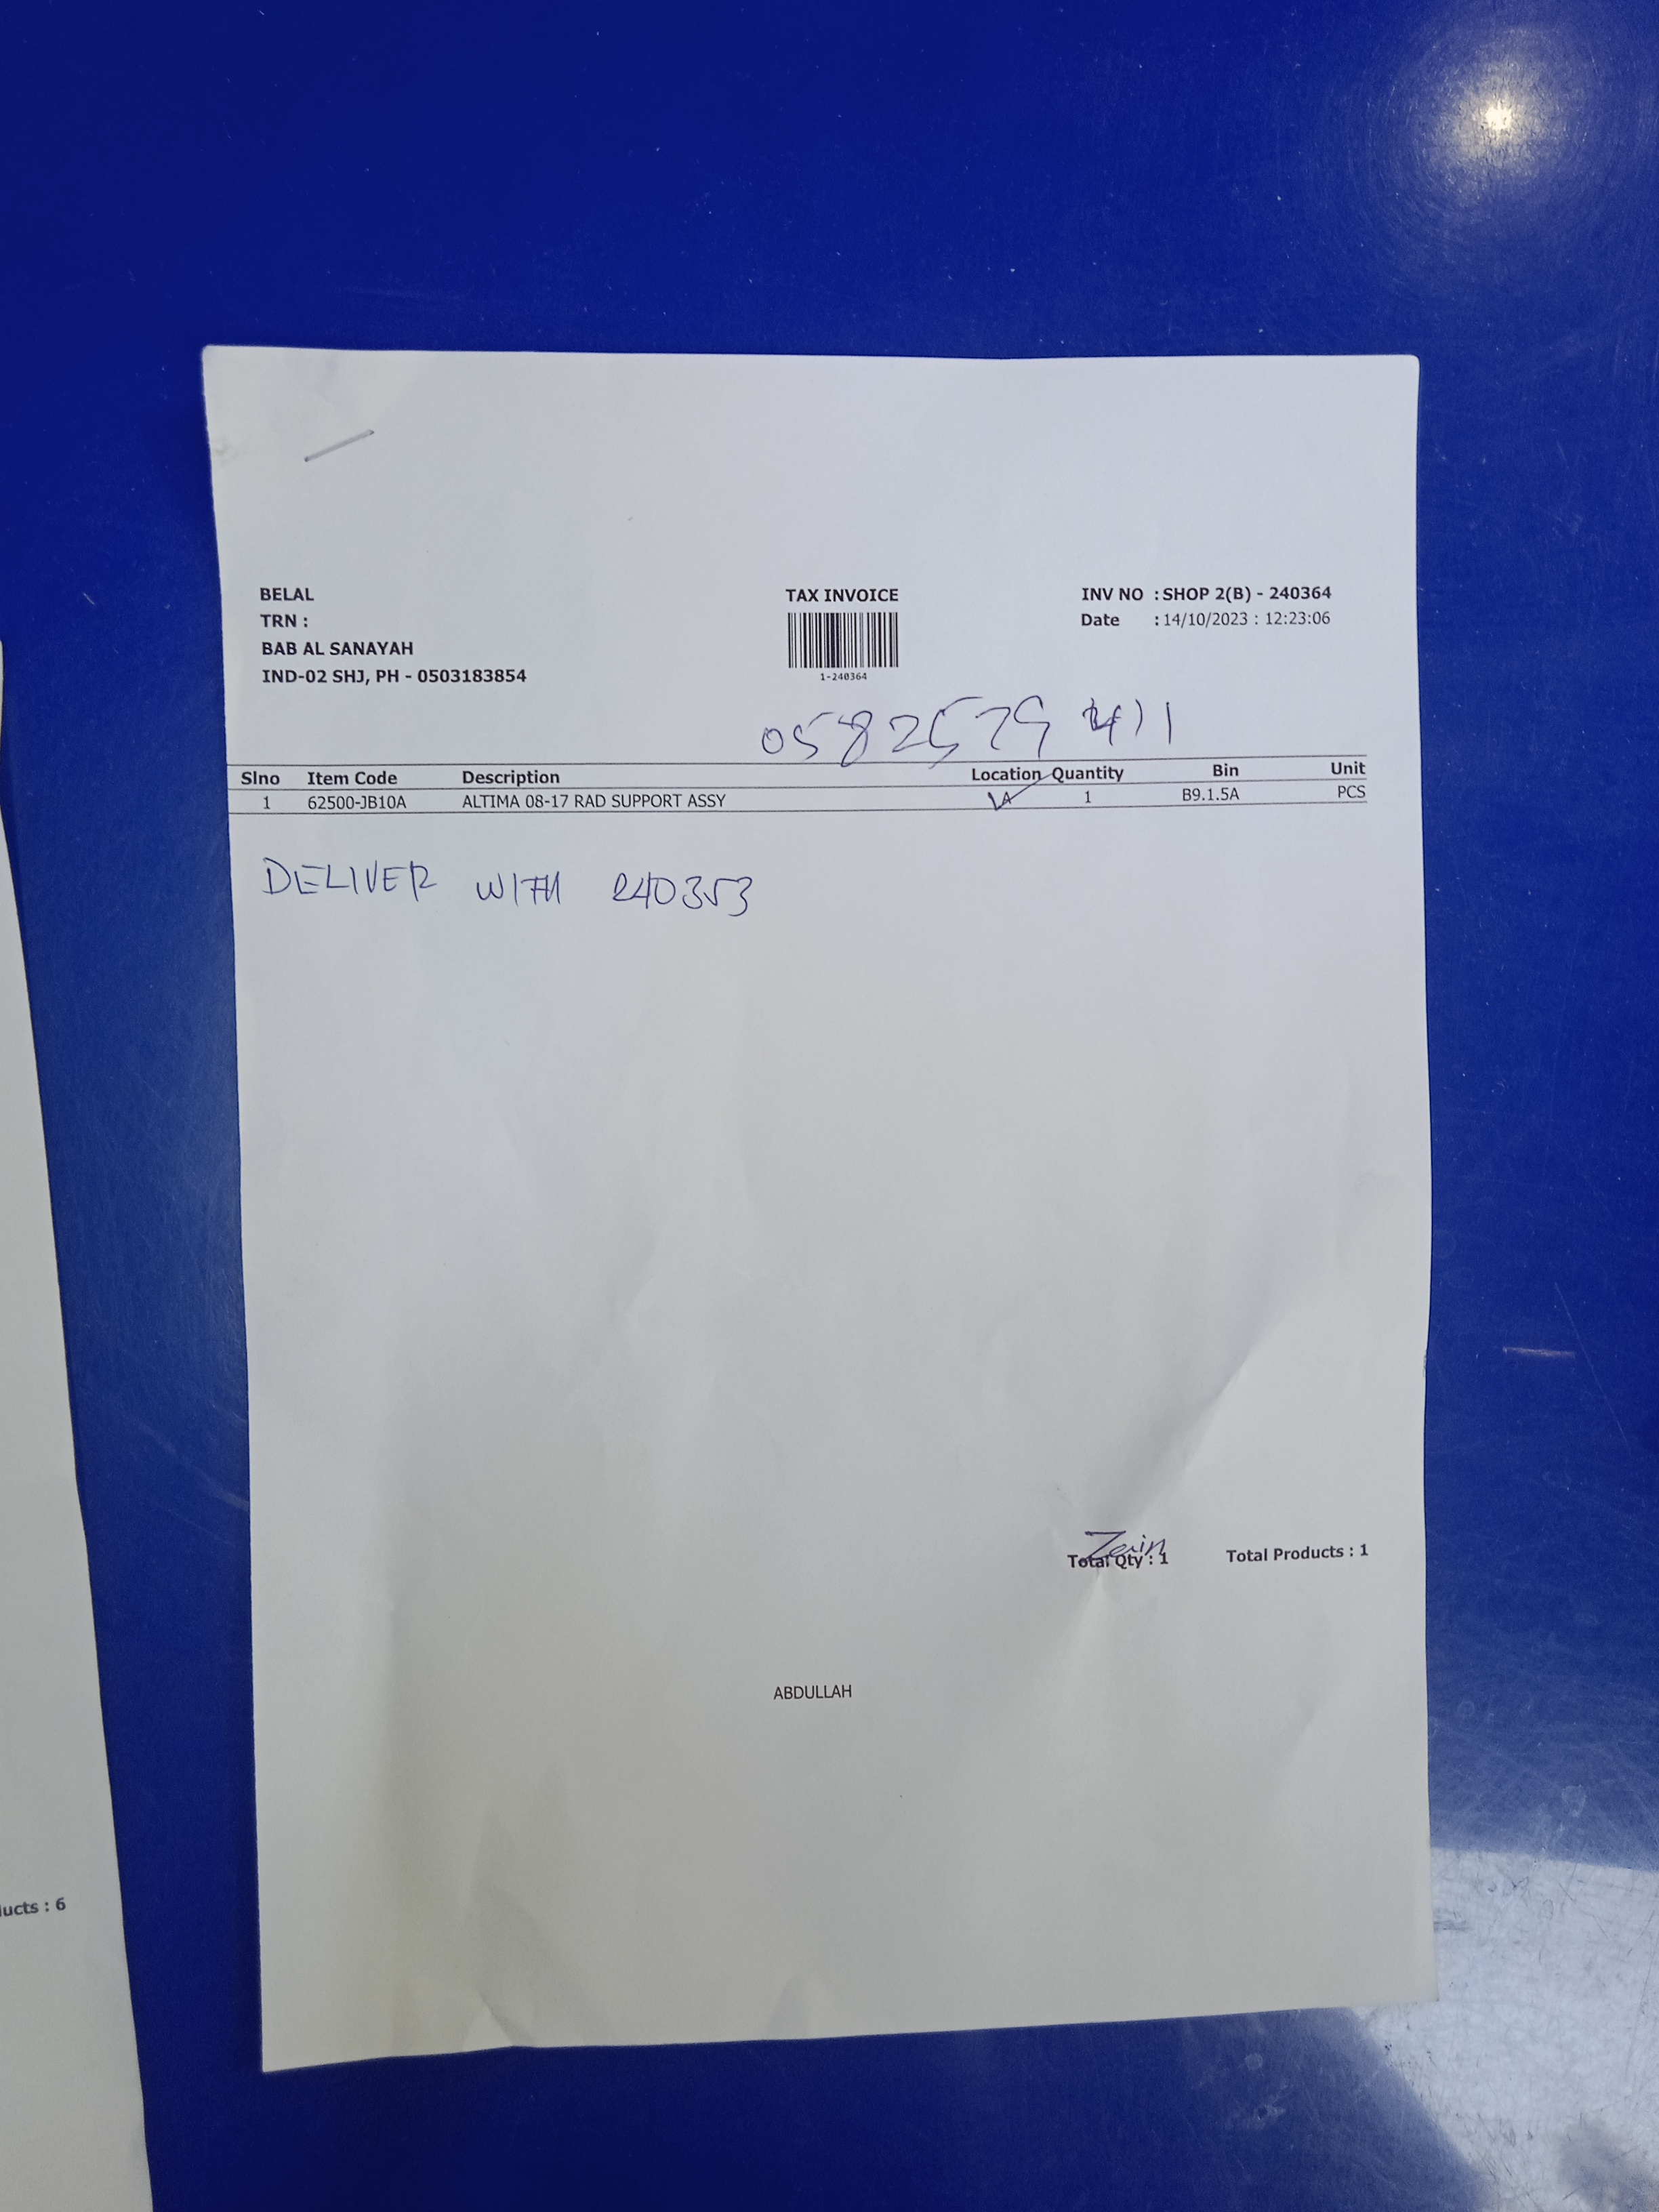 BELAL
TRN :
BAB AL SANAYAH
IND-02 SHJ, PH - 0503183854
TAX INVOICE
1-240364
INV NO : SHOP 2(B) - 240364
Date : 14/10/2023 : 12:23:06
Slno Item Code Description Location Quantity Bin Unit
1 62500-JB10A ALTIMA 08-17 RAD SUPPORT ASSY 1 B9.1.5A PCS
DELIVER WITH 240353
Zain
Total Qty : 1 Total Products : 1
ABDULLAH
ucts : 6